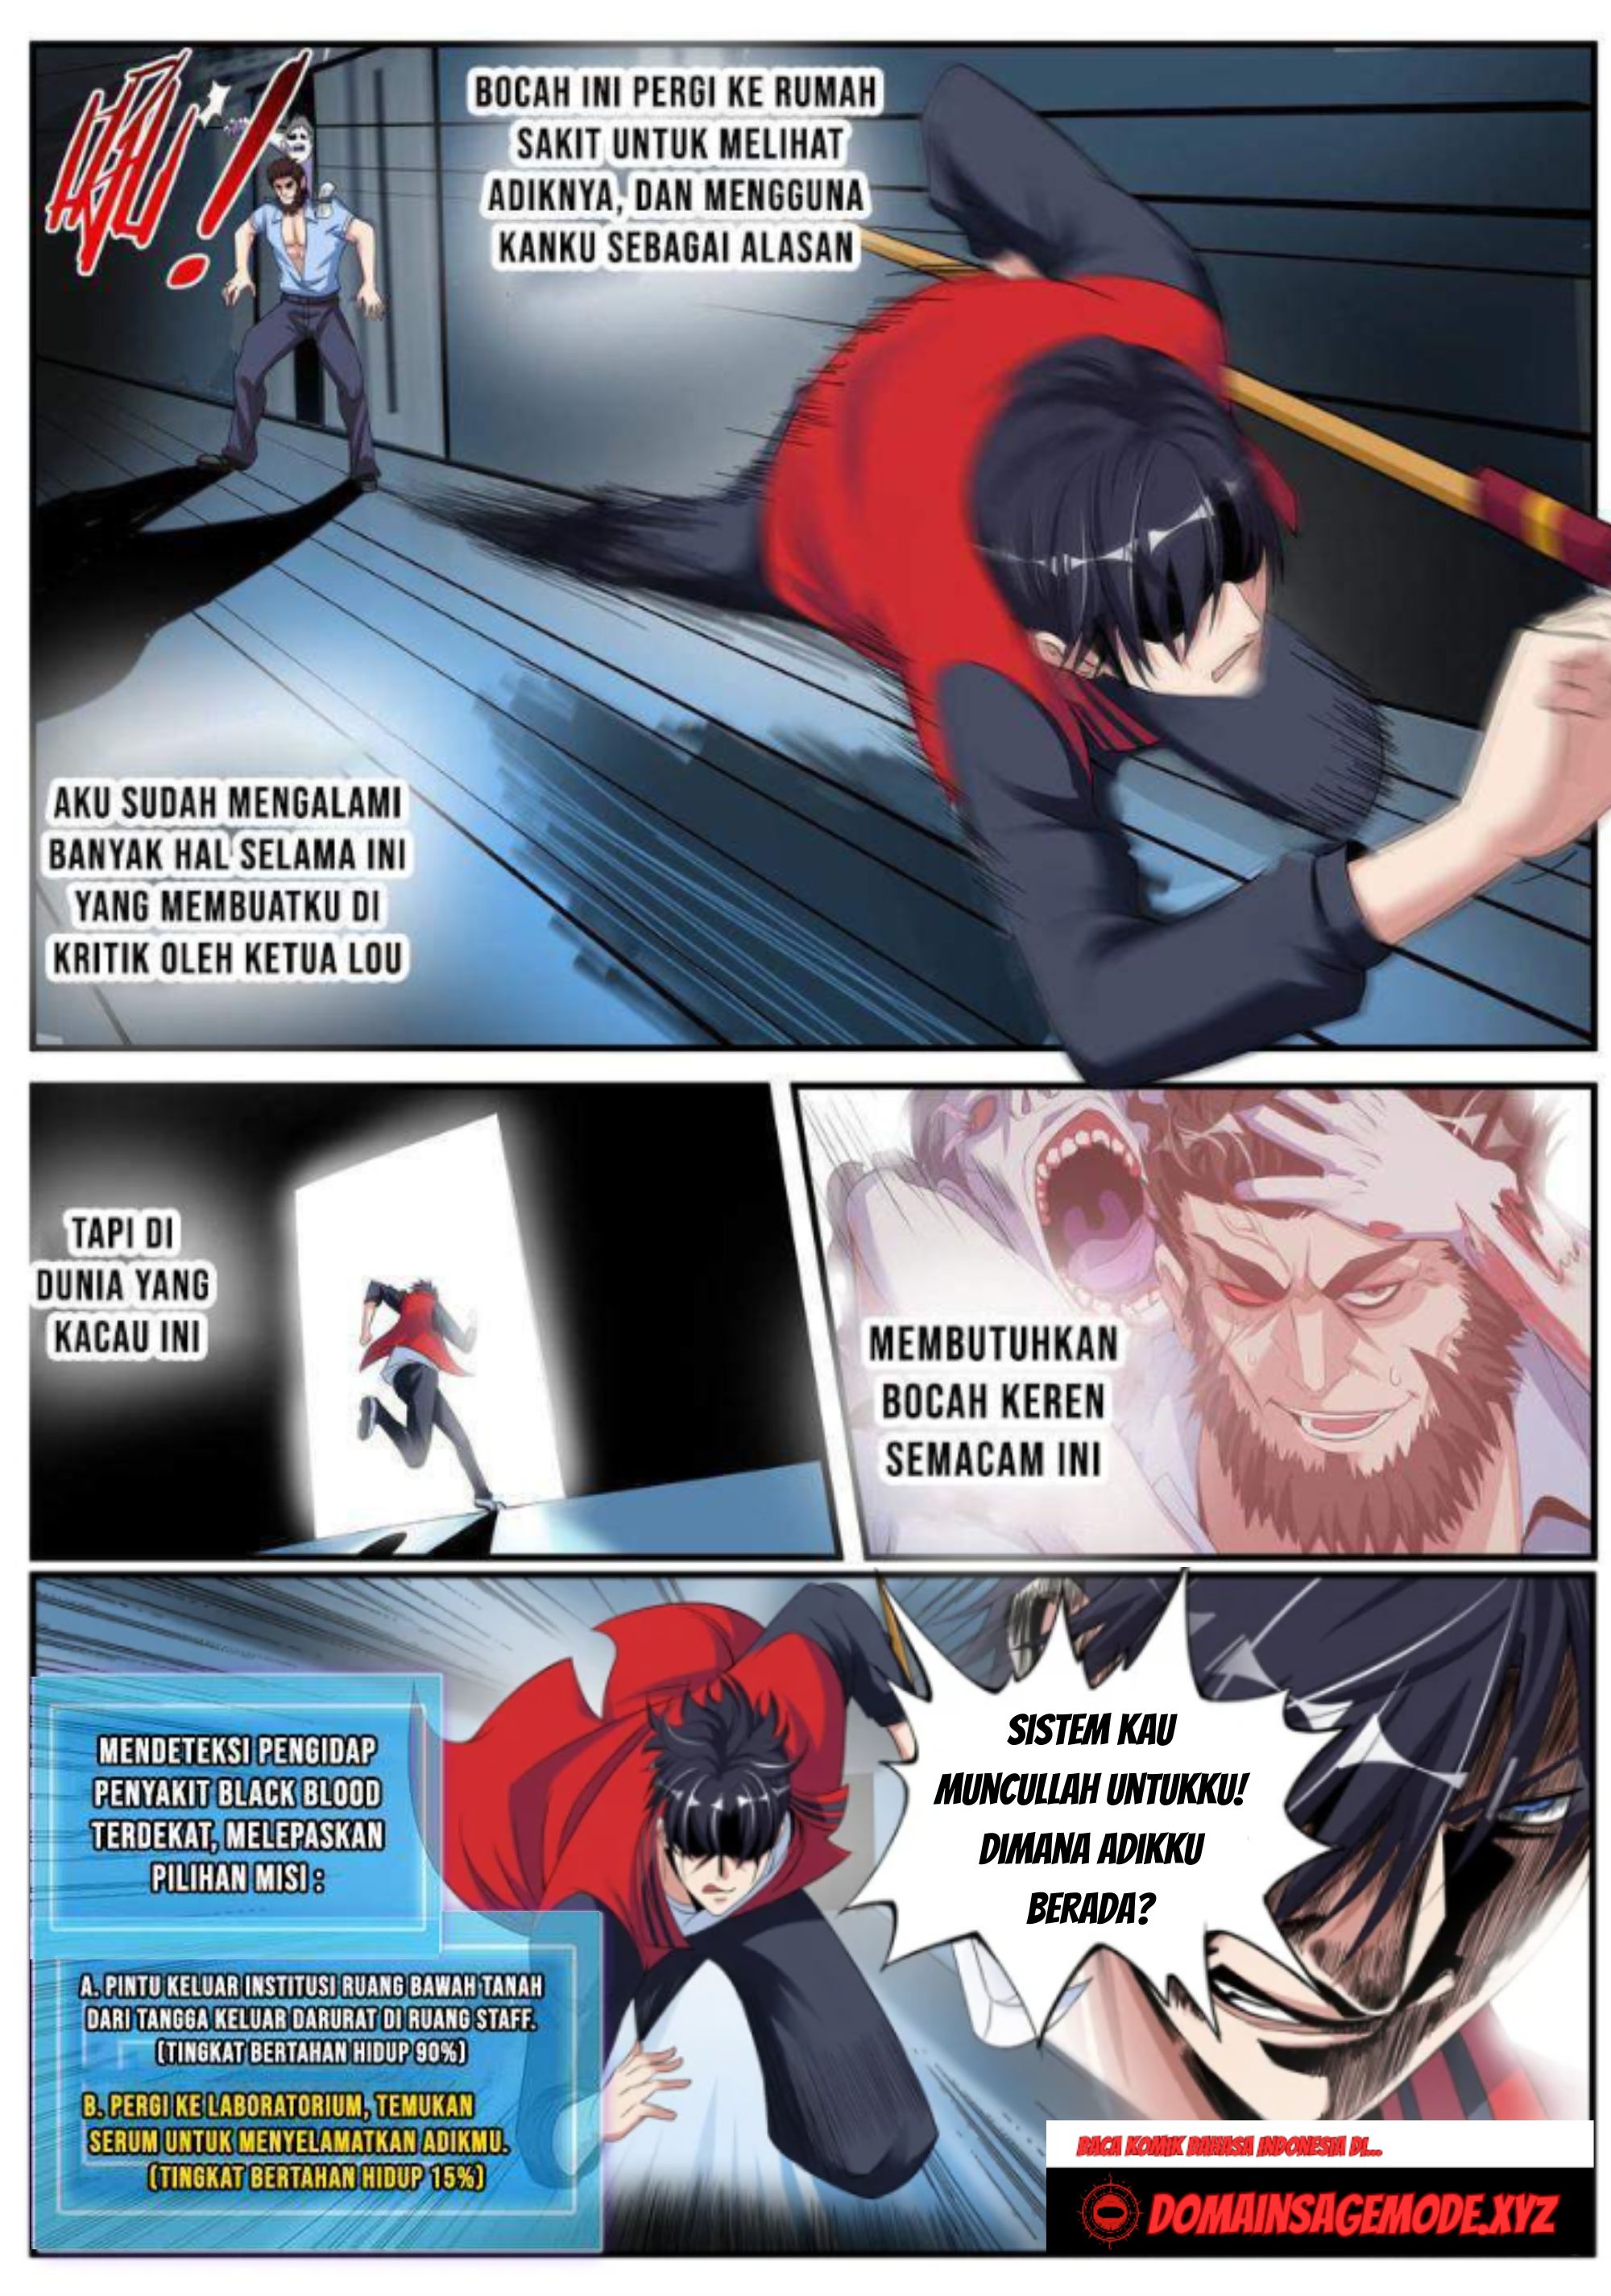 BOCAH INI PERGI KE RUMAH
SAKIT UNTUK MELIHAT
ADIKNYA, DAN MENGGUNA
KANKU SEBAGAI ALASAN
AKU SUDAH MENGALAMI
BANYAK HAL SELAMA INI
YANG MEMBUATKU DI
KRITIK OLEH KETUA LOU
TAPI DI
DUNIA YANG
KACAU INI
MEMBUTUHKAN
BOCAH KEREN
SEMACAM INI
SISTEM KAU
MUNCULLAH UNTUKKU!
DIMANA ADIKKU
BERADA?
MENDETEKSI PENGIDAP
PENYAKIT BLACK BLOOD
TERDEKAT, MELEPASKAN
PILIHAN MISI :
A. PINTU KELUAR INSTITUSI RUANG BAWAH TANAH
DARI TANGGA KELUAR DARURAT DI RUANG STAFF.
(TINGKAT BERTAHAN HIDUP 90%)
B. PERGI KE LABORATORIUM, TEMUKAN
SERUM UNTUK MENYELAMATKAN ADIKMU.
(TINGKAT BERTAHAN HIDUP 15%)
BACA KOMIK BAHASA INDONESIA DI...
DOMAINSAGEMODE.XYZ